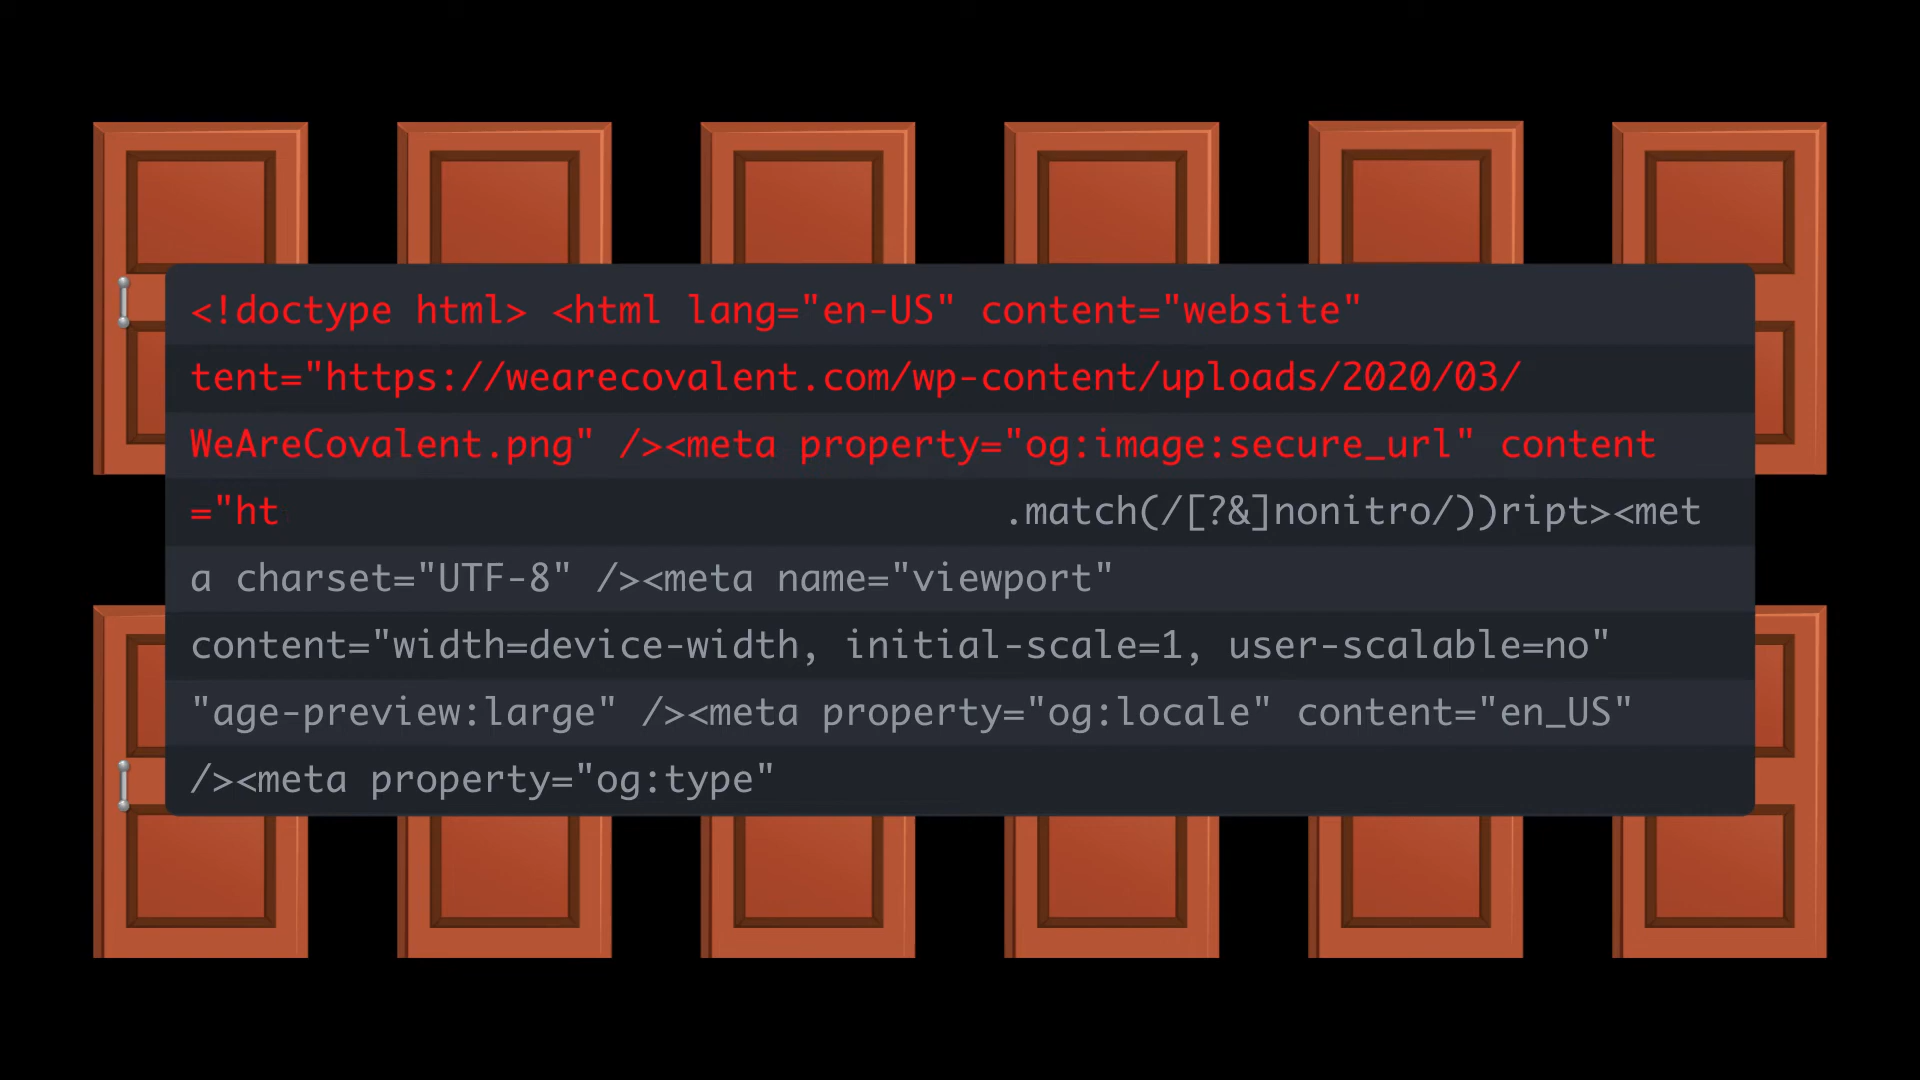 <!doctype html> <html lang="en-US" content="website"
tent="https://wearecovalent.com/wp-content/uploads/2020/03/
WeAreCovalent.png" /><meta property="og:image:secure_url" content
="ht .match(/[?&]nonitro/))ript><met
a charset="UTF-8" /><meta name="viewport"
content="width=device-width, initial-scale=1, user-scalable=no"
"age-preview:large" /><meta property="og:locale" content="en_US"
/><meta property="og:type"